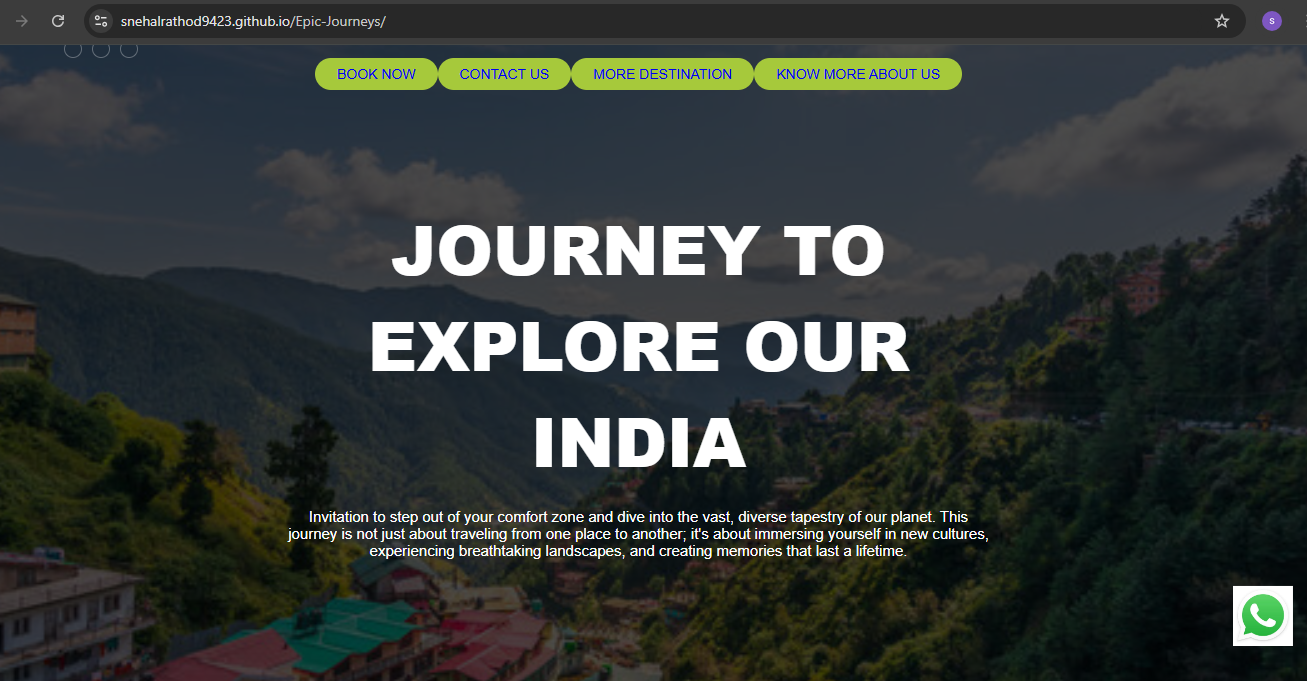 snehalrathod9423.github.io/Epic-Journeys/
S
BOOK NOW CONTACT US MORE DESTINATION KNOW MORE ABOUT US
JOURNEY TO
EXPLORE OUR
INDIA
Invitation to step out of your comfort zone and dive into the vast, diverse tapestry of our planet. This
journey is not just about traveling from one place to another; it's about immersing yourself in new cultures,
experiencing breathtaking landscapes, and creating memories that last a lifetime.